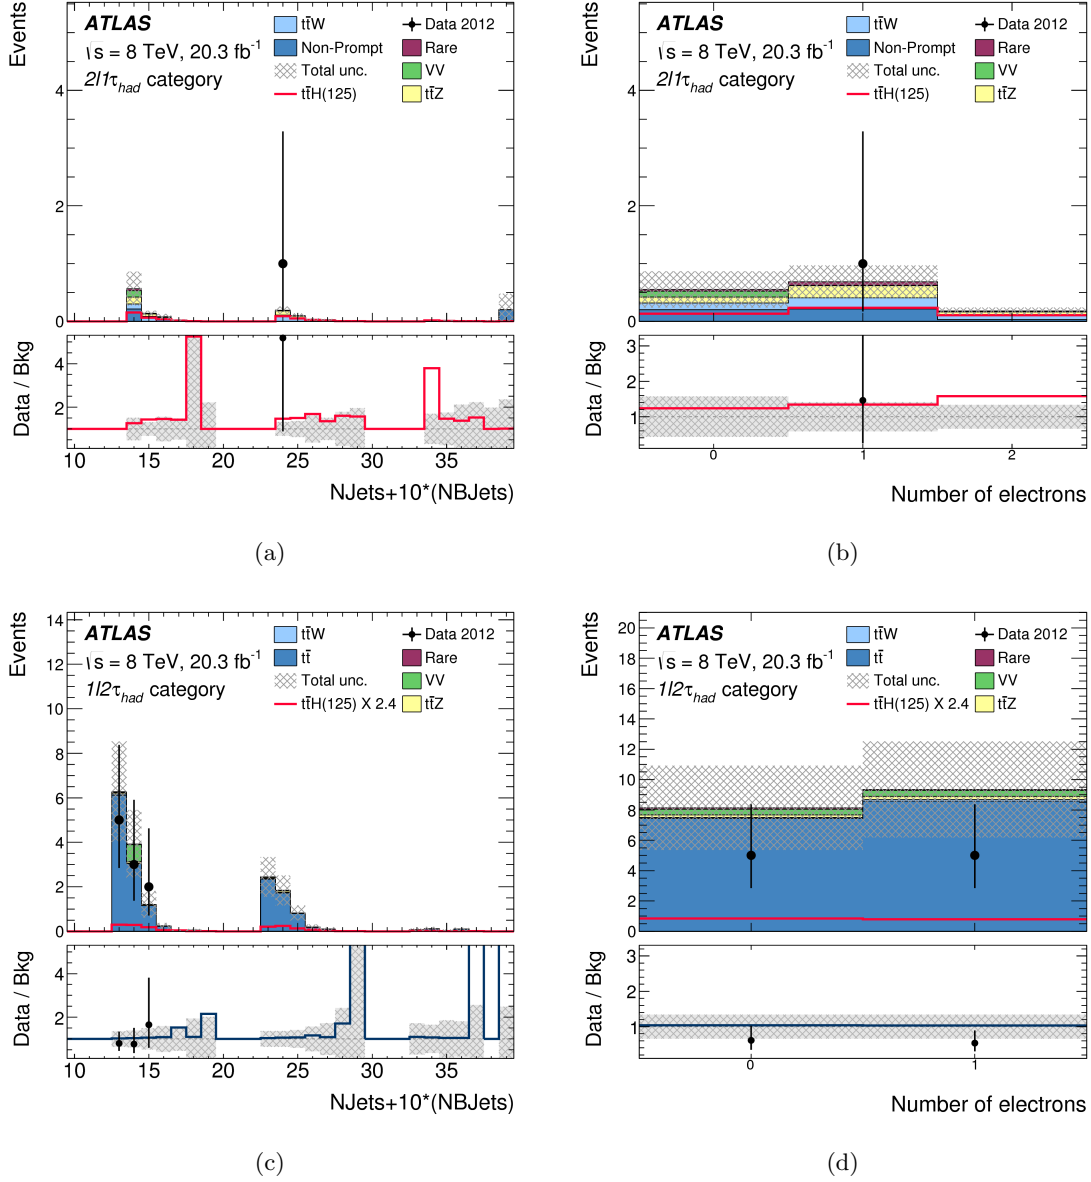 Events
ATLAS
√s = 8 TeV, 20.3 fb-1
2l1τhad category
tt̄W
Non-Prompt
Total unc.
tt̄H(125)
Data 2012
Rare
VV
tt̄Z
4
2
0
Data / Bkg
4
2
10 15 20 25 30 35
NJets+10*(NBJets)
(a)
Events
ATLAS
√s = 8 TeV, 20.3 fb-1
2l1τhad category
tt̄W
Non-Prompt
Total unc.
tt̄H(125)
Data 2012
Rare
VV
tt̄Z
4
2
0
Data / Bkg
3
2
1
0 1 2
Number of electrons
(b)
Events
ATLAS
√s = 8 TeV, 20.3 fb-1
1l2τhad category
tt̄W
tt̄
Total unc.
tt̄H(125) X 2.4
Data 2012
Rare
VV
tt̄Z
14
12
10
8
6
4
2
0
Data / Bkg
4
2
10 15 20 25 30 35
NJets+10*(NBJets)
(c)
Events
ATLAS
√s = 8 TeV, 20.3 fb-1
1l2τhad category
tt̄W
tt̄
Total unc.
tt̄H(125) X 2.4
Data 2012
Rare
VV
tt̄Z
20
18
16
14
12
10
8
6
4
2
0
Data / Bkg
3
2
1
0 1
Number of electrons
(d)